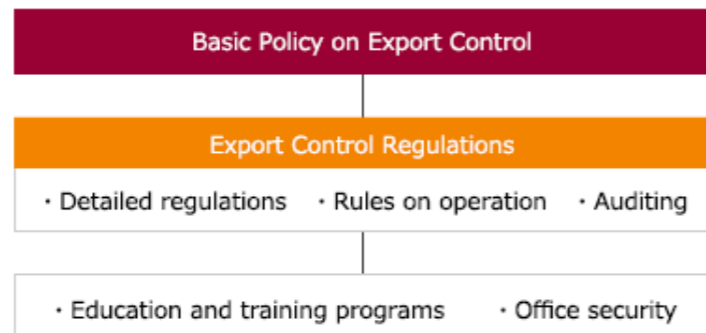 Basic Policy on Export Control
Export Control Regulations
・Detailed regulations ・Rules on operation ・Auditing
・Education and training programs ・Office security